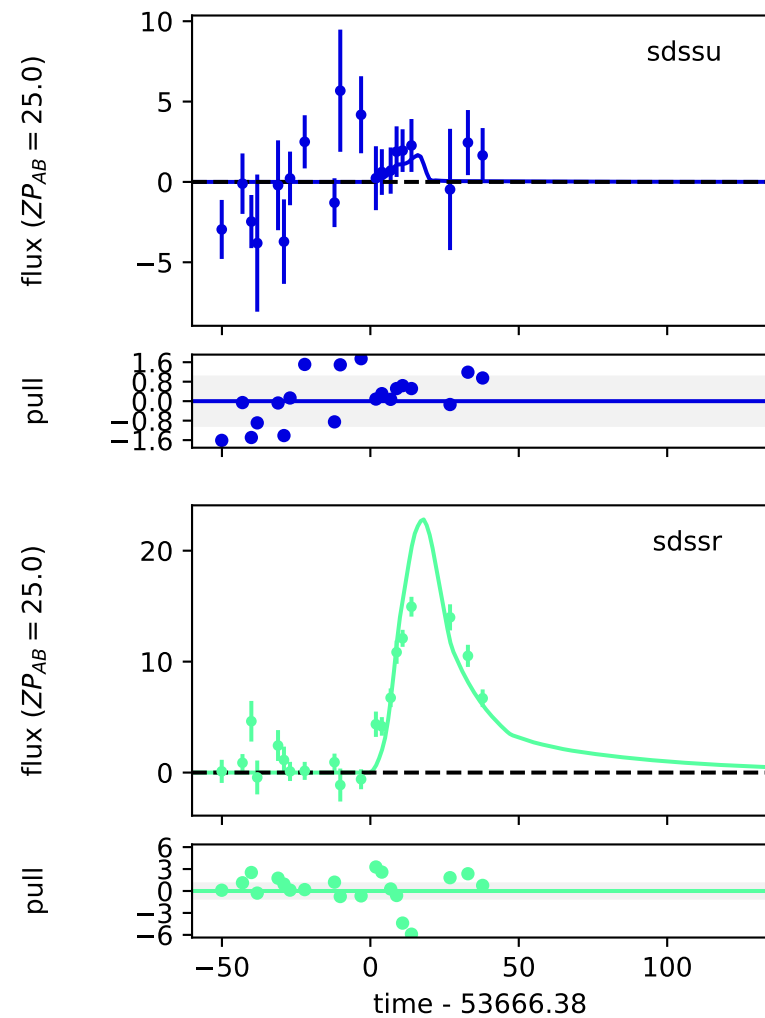 10
sdssu
5
flux (ZP_AB = 25.0)
0
−5
1.6
0.8
pull
0.0
−0.8
−1.6
sdssr
20
flux (ZP_AB = 25.0)
10
0
6
3
pull
0
−3
−6
−50 0 50 100
time - 53666.38